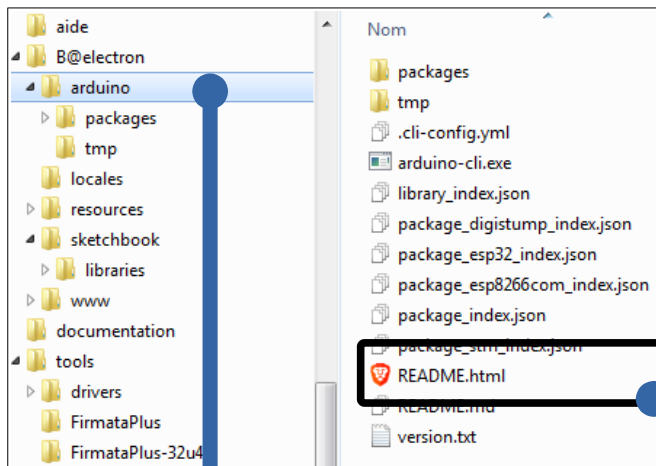 aide
B@electron
arduino
packages
tmp
locales
resources
sketchbook
libraries
www
documentation
tools
drivers
FirmataPlus
FirmataPlus-32u4
Nom
packages
tmp
.cli-config.yml
arduino-cli.exe
library_index.json
package_digistump_index.json
package_esp32_index.json
package_esp8266com_index.json
package_index.json
package_stm_index.json
README.html
README.md
version.txt